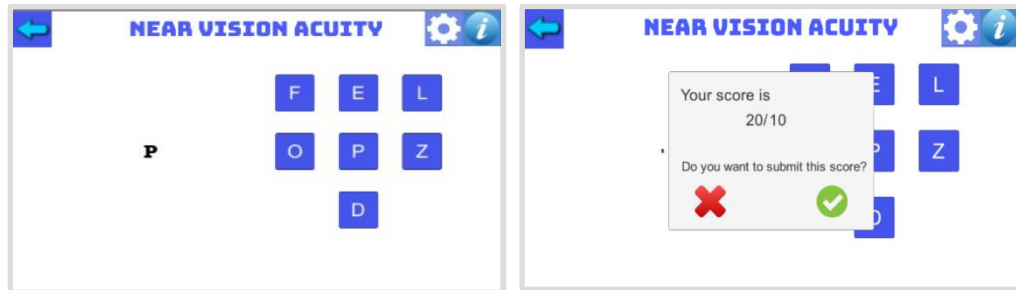 NEAR VISION ACUITY
i
F E L
P
O P Z
D
NEAR VISION ACUITY
i
E L
Your score is
20/10
P Z
Do you want to submit this score?